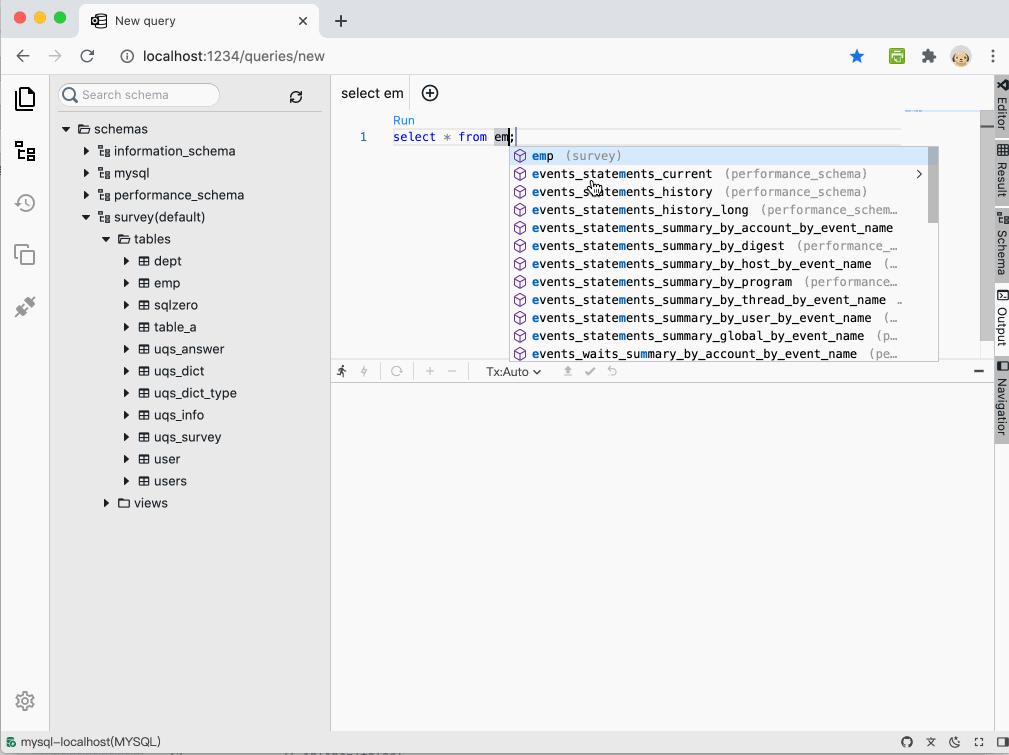 New query
localhost:1234/queries/new
Search schema
schemas
information_schema
mysql
performance_schema
survey(default)
tables
dept
emp
sqlzero
table_a
uqs_answer
uqs_dict
uqs_dict_type
uqs_info
uqs_survey
user
users
views
select em
Run
1 select * from em;
emp (survey)
events_statements_current (performance_schema)
events_statements_history (performance_schema)
events_statements_history_long (performance_schem…
events_statements_summary_by_account_by_event_name
events_statements_summary_by_digest (performance_…
events_statements_summary_by_host_by_event_name (…
events_statements_summary_by_program (performance…
events_statements_summary_by_thread_by_event_name …
events_statements_summary_by_user_by_event_name (…
events_statements_summary_global_by_event_name (p…
events_waits_summary_by_account_by_event_name (pe…
Tx:Auto
Editor
Result
Schema
Output
Navigation
mysql-localhost(MYSQL)